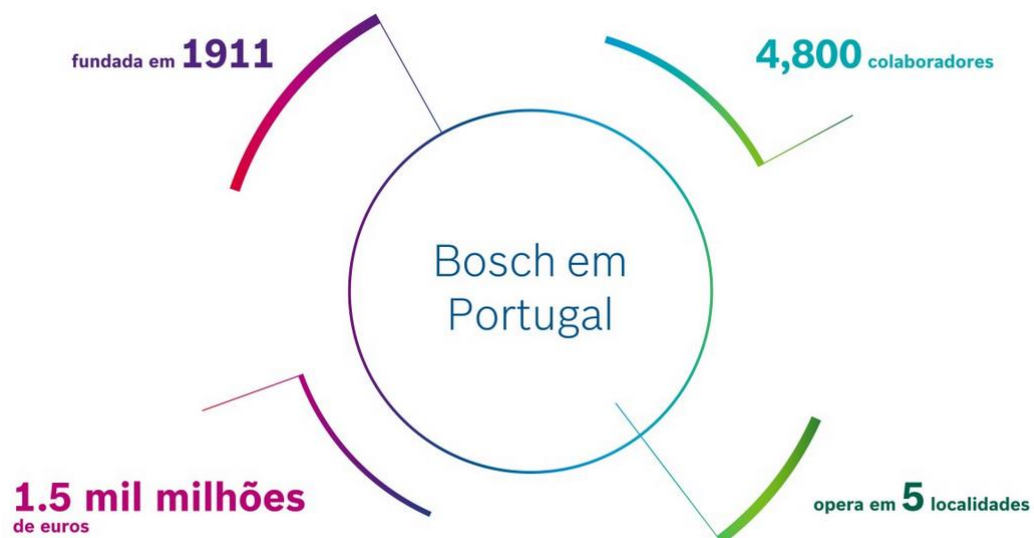 fundada em 1911
4,800 colaboradores
Bosch em
Portugal
1.5 mil milhões
de euros
opera em 5 localidades